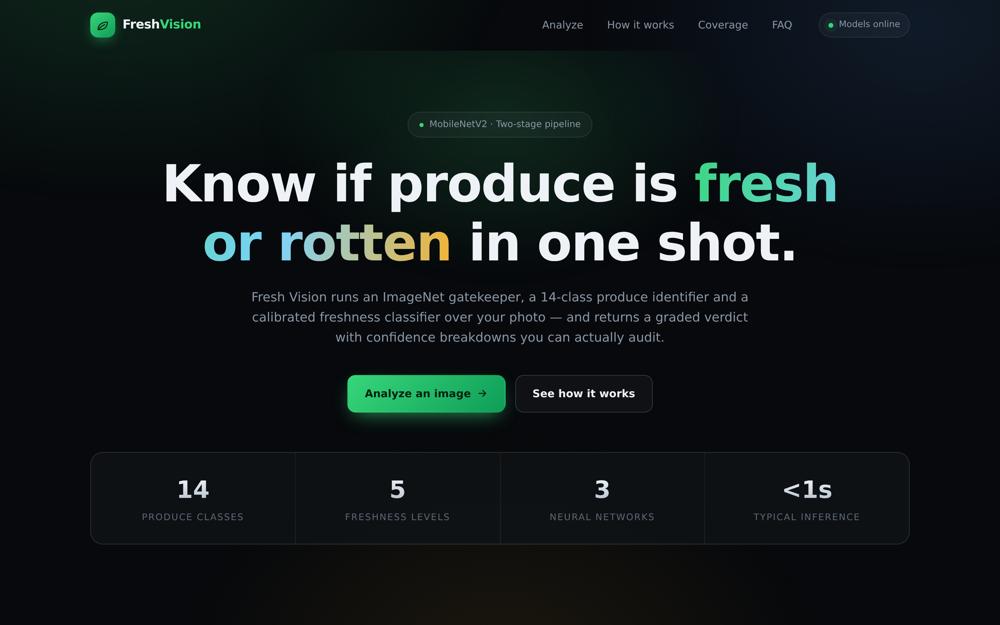 FreshVision
Analyze
How it works
Coverage
FAQ
Models online
MobileNetV2 · Two-stage pipeline
Know if produce is fresh
or rotten in one shot.
Fresh Vision runs an ImageNet gatekeeper, a 14-class produce identifier and a
calibrated freshness classifier over your photo — and returns a graded verdict
with confidence breakdowns you can actually audit.
Analyze an image →
See how it works
14
PRODUCE CLASSES
5
FRESHNESS LEVELS
3
NEURAL NETWORKS
<1s
TYPICAL INFERENCE